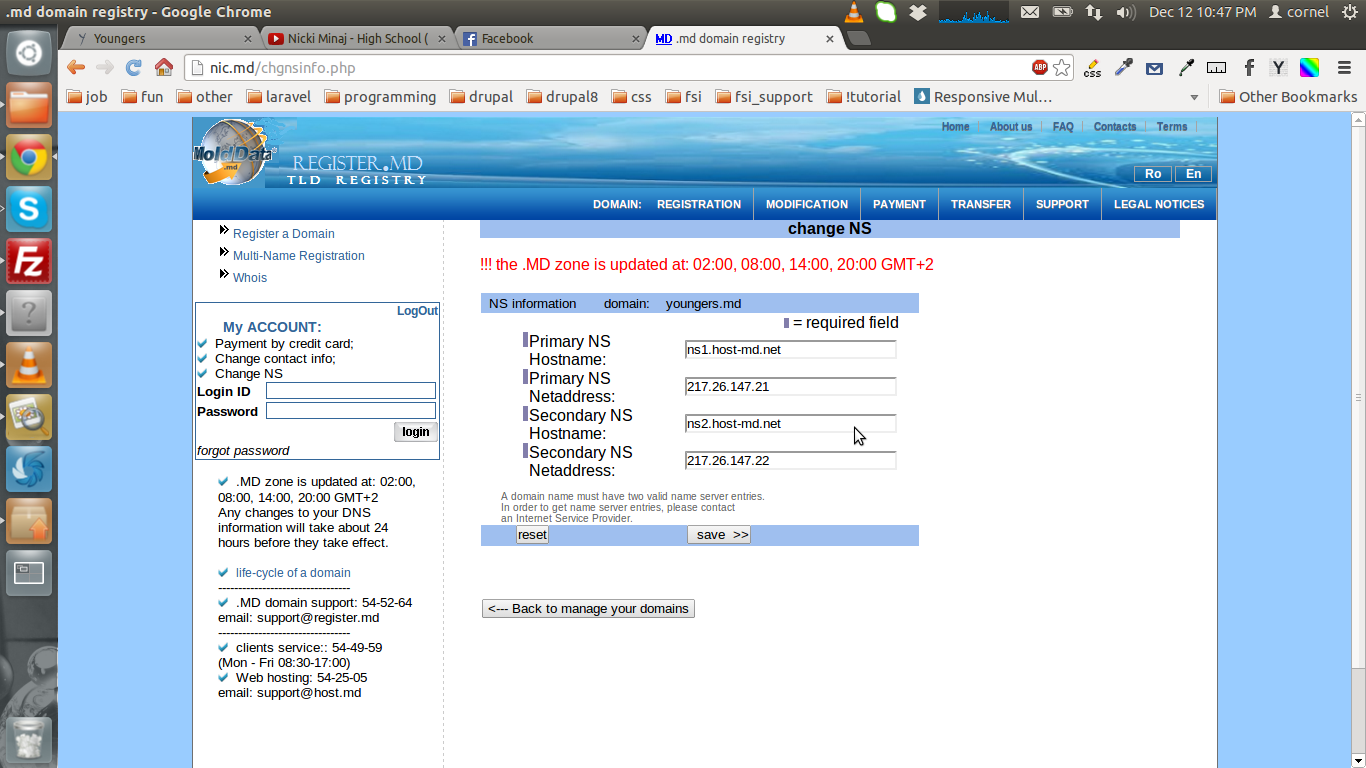 .md domain registry - Google Chrome
Dec 12 10:47 PM
cornel
Youngers
Nicki Minaj - High School (
Facebook
MD .md domain registry
nic.md/chgnsinfo.php
ABP
css
Y
job
fun
other
laravel
programming
drupal
drupal8
css
fsi
fsi_support
!tutorial
Responsive Mul...
Other Bookmarks
MoldData
.md
REGISTER.MD
TLD REGISTRY
Home
About us
FAQ
Contacts
Terms
Ro
En
DOMAIN:
REGISTRATION
MODIFICATION
PAYMENT
TRANSFER
SUPPORT
LEGAL NOTICES
Register a Domain
Multi-Name Registration
Whois
LogOut
My ACCOUNT:
Payment by credit card;
Change contact info;
Change NS
Login ID
Password
login
forgot password
.MD zone is updated at: 02:00,
08:00, 14:00, 20:00 GMT+2
Any changes to your DNS
information will take about 24
hours before they take effect.
life-cycle of a domain
---------------------------------
.MD domain support: 54-52-64
email: support@register.md
---------------------------------
clients service:: 54-49-59
(Mon - Fri 08:30-17:00)
Web hosting: 54-25-05
email: support@host.md
change NS
!!! the .MD zone is updated at: 02:00, 08:00, 14:00, 20:00 GMT+2
NS information domain: youngers.md
= required field
Primary NS
Hostname:
ns1.host-md.net
Primary NS
Netaddress:
217.26.147.21
Secondary NS
Hostname:
ns2.host-md.net
Secondary NS
Netaddress:
217.26.147.22
A domain name must have two valid name server entries.
In order to get name server entries, please contact
an Internet Service Provider.
reset
save >>
<--- Back to manage your domains